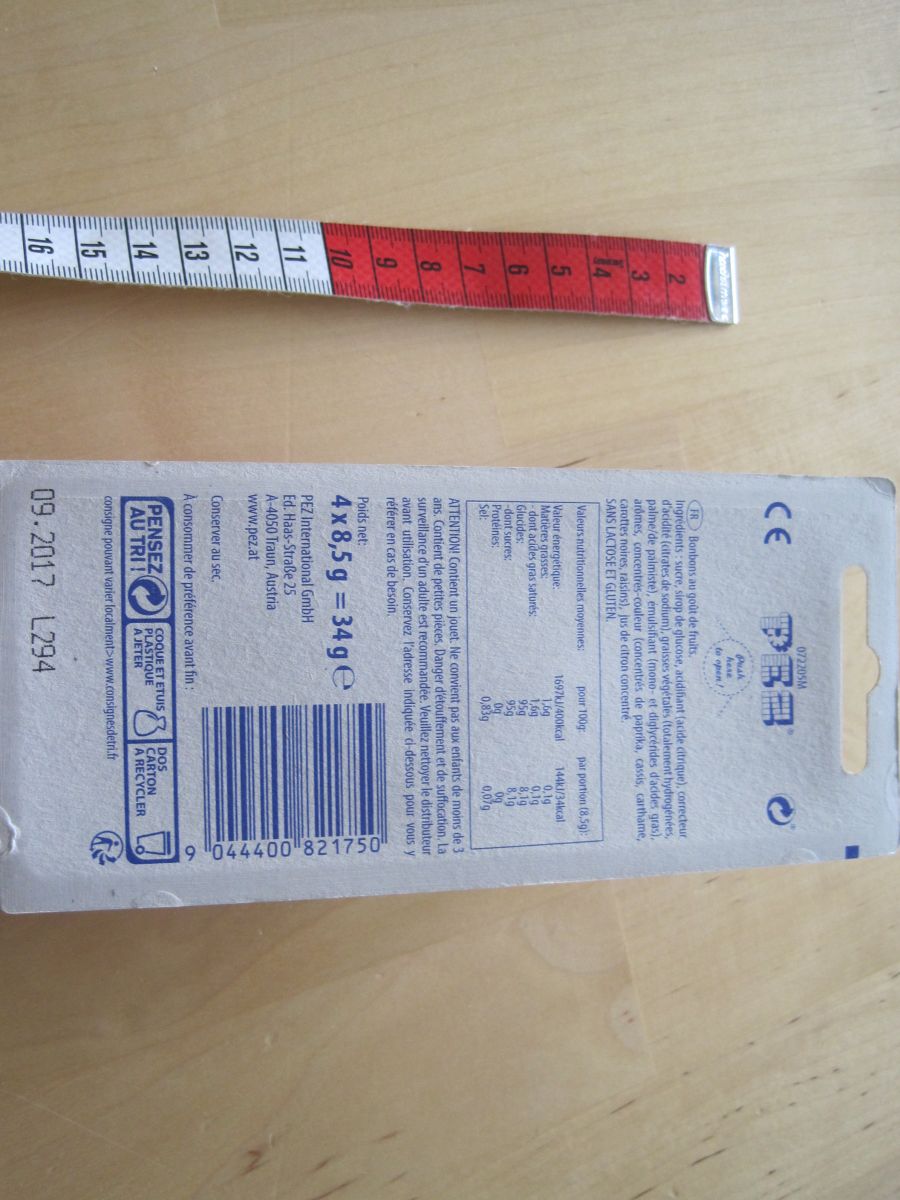 hoechstmass
2
3
4
5
6
7
8
9
10
11
12
13
14
15
16
CE
07220SM
PEZ®
Push
here
to open!
FR Bonbons au goût de fruits.
Ingrédients : sucre, sirop de glucose, acidifiant (acide citrique), correcteur
d'acidité (citrates de sodium), graisses végétales (totalement hydrogénées,
palme/de palmiste), émulsifiant (mono- et diglycérides d'acides gras),
arômes, concentrés-couleur (concentrés de paprika, cassis, carthame,
carottes noires, raisins), jus de citron concentré.
SANS LACTOSE ET GLUTEN.
Valeurs nutritionnelles moyennes: pour 100g: par portion (8.5g):
Valeur énergetique: 1697kJ/400kcal 144kJ/34kcal
Matières grasses: 1,6g 0,1g
- dont acides gras saturés: 1,6g 0,1g
Glucides: 95g 8,1g
- dont sucres: 95g 8,1g
Protéines: 0g 0g
Sel: 0,83g 0,07g
ATTENTION! Contient un jouet. Ne convient pas aux enfants de moins de 3
ans. Contient de petites pièces. Danger d'étouffement et de suffocation. La
surveillance d'un adulte est recommandée. Veuillez nettoyer le distributeur
avant utilisation. Conservez l'adresse indiquée ci-dessous pour vous y
référer en cas de besoin.
Poids net:
4 x 8,5 g = 34 g e
PEZ International GmbH
Ed. Haas-Straße 25
A-4050 Traun, Austria
www.pez.at
Conserver au sec.
À consommer de préférence avant fin :
9 044400 821750
PENSEZ
AU TRI !
COQUE ET ETUIS
PLASTIQUE
À JETER
DOS
CARTON
À RECYCLER
consigne pouvant varier localement>www.consignesdetri.fr
09.2017 L294